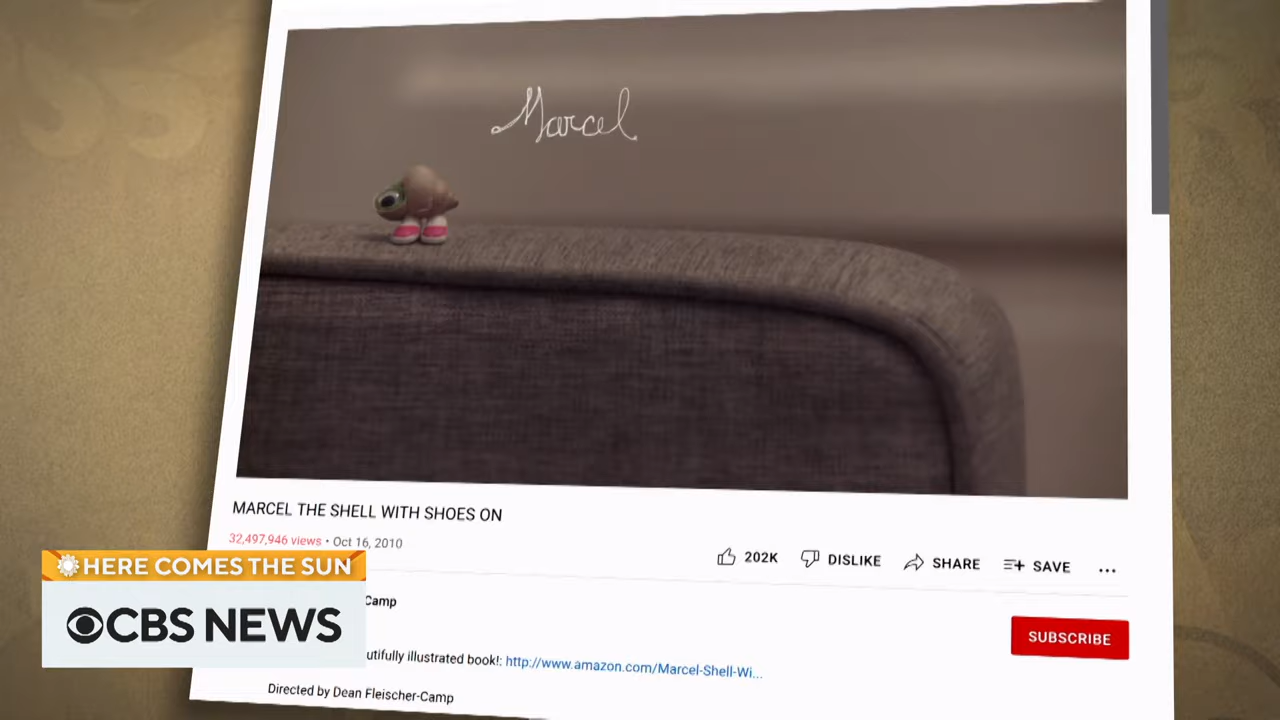 Marcel
MARCEL THE SHELL WITH SHOES ON
32,497,946 views • Oct 16, 2010
202K
DISLIKE
SHARE
SAVE
...
HERE COMES THE SUN
CBS NEWS
Camp
SUBSCRIBE
utifully illustrated book!: http://www.amazon.com/Marcel-Shell-Wi...
Directed by Dean Fleischer-Camp